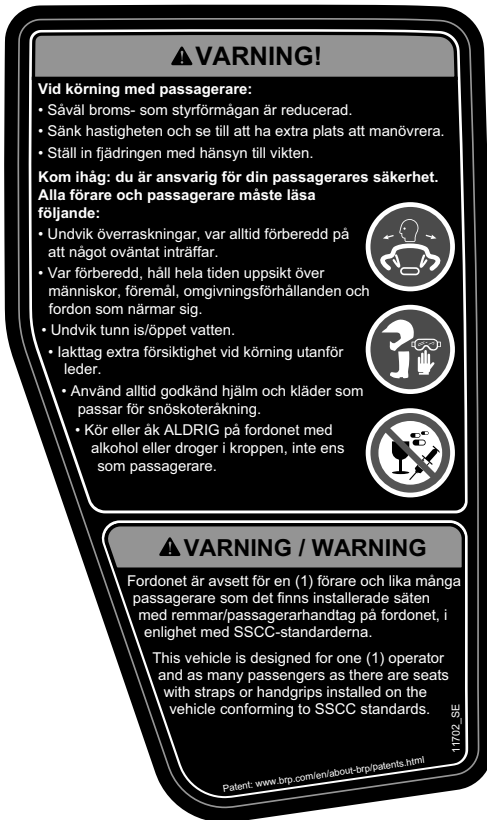 VARNING!
Vid körning med passagerare:
• Såväl broms- som styrförmågan är reducerad.
• Sänk hastigheten och se till att ha extra plats att manövrera.
• Ställ in fjädringen med hänsyn till vikten.
Kom ihåg: du är ansvarig för din passagerares säkerhet.
Alla förare och passagerare måste läsa
följande:
• Undvik överraskningar, var alltid förberedd på
att något oväntat inträffar.
• Var förberedd, håll hela tiden uppsikt över
människor, föremål, omgivningsförhållanden och
fordon som närmar sig.
• Undvik tunn is/öppet vatten.
• Iakttag extra försiktighet vid körning utanför
leder.
• Använd alltid godkänd hjälm och kläder som
passar för snöskoteråkning.
• Kör eller åk ALDRIG på fordonet med
alkohol eller droger i kroppen, inte ens
som passagerare.
VARNING / WARNING
Fordonet är avsett för en (1) förare och lika många
passagerare som det finns installerade säten
med remmar/passagerarhandtag på fordonet, i
enlighet med SSCC-standarderna.
This vehicle is designed for one (1) operator
and as many passengers as there are seats
with straps or handgrips installed on the
vehicle conforming to SSCC standards.
11702_SE
Patent: www.brp.com/en/about-brp/patents.html